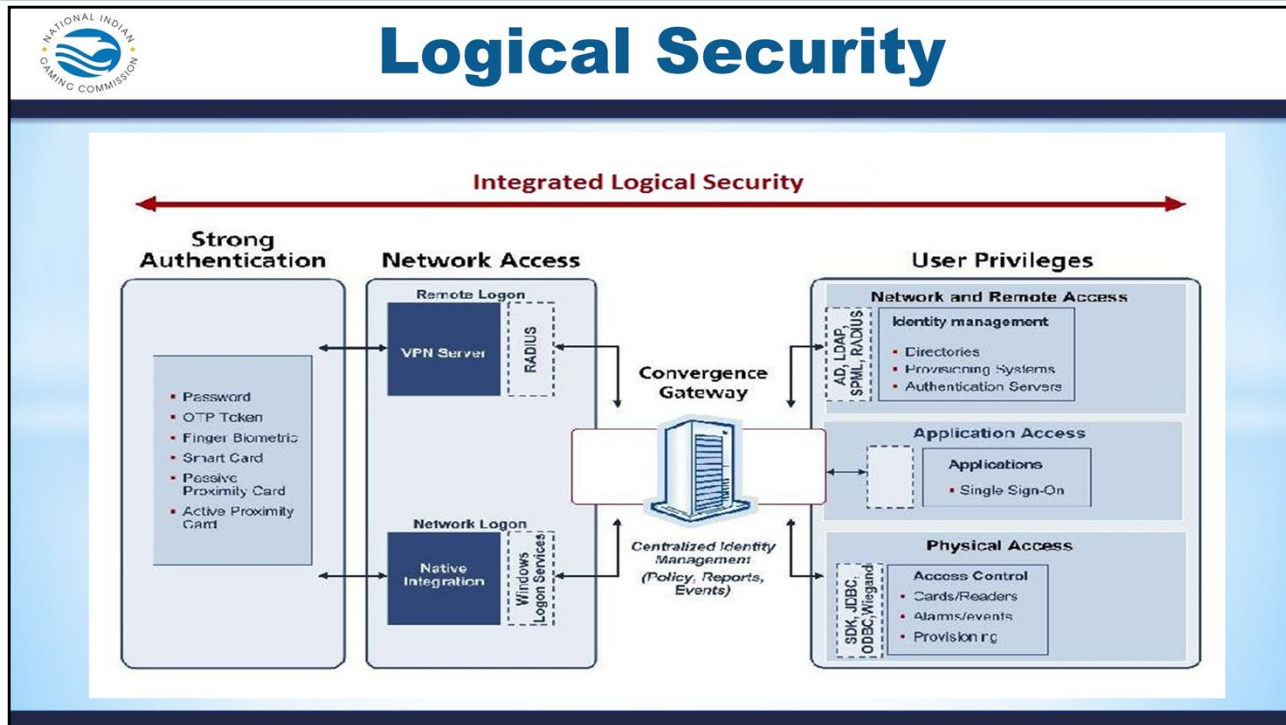 NATIONAL INDIAN
GAMING COMMISSION
Logical Security
Integrated Logical Security
Strong
Authentication
Network Access
User Privileges
Password
OTP Token
Finger Biometric
Smart Card
Passive
Proximity Card
Active Proximity
Card
Remote Logon
VPN Server
RADIUS
Network Logon
Native
Integration
Windows
Logon Services
Convergence
Gateway
Centralized Identity
Management
(Policy, Reports,
Events)
Network and Remote Access
AD, LDAP,
SPML, RADIUS
Identity management
Directories
Provisioning Systems
Authentication Servers
Application Access
Applications
Single Sign-On
Physical Access
SDK, JDBC,
ODBC,Wiegand
Access Control
Cards/Readers
Alarms/events
Provisioning